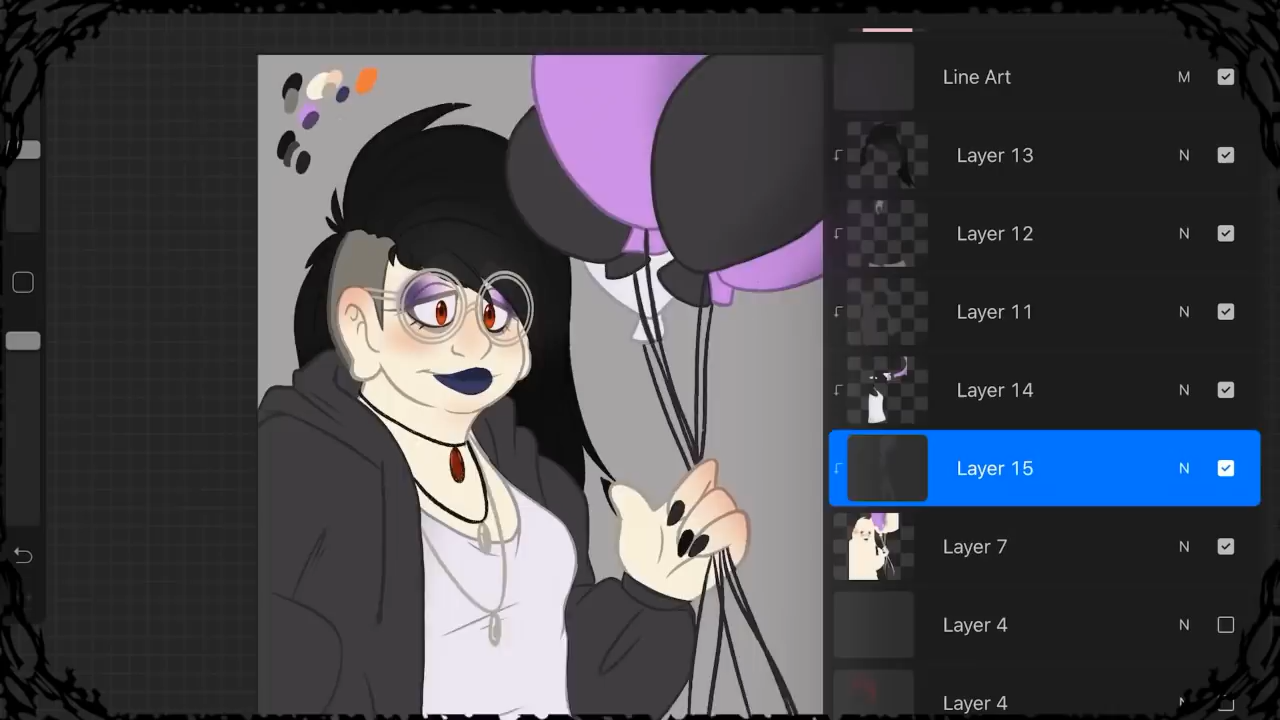 Line Art M
Layer 13 N
Layer 12 N
Layer 11 N
Layer 14 N
Layer 15 N
Layer 7 N
Layer 4 N
Layer 4